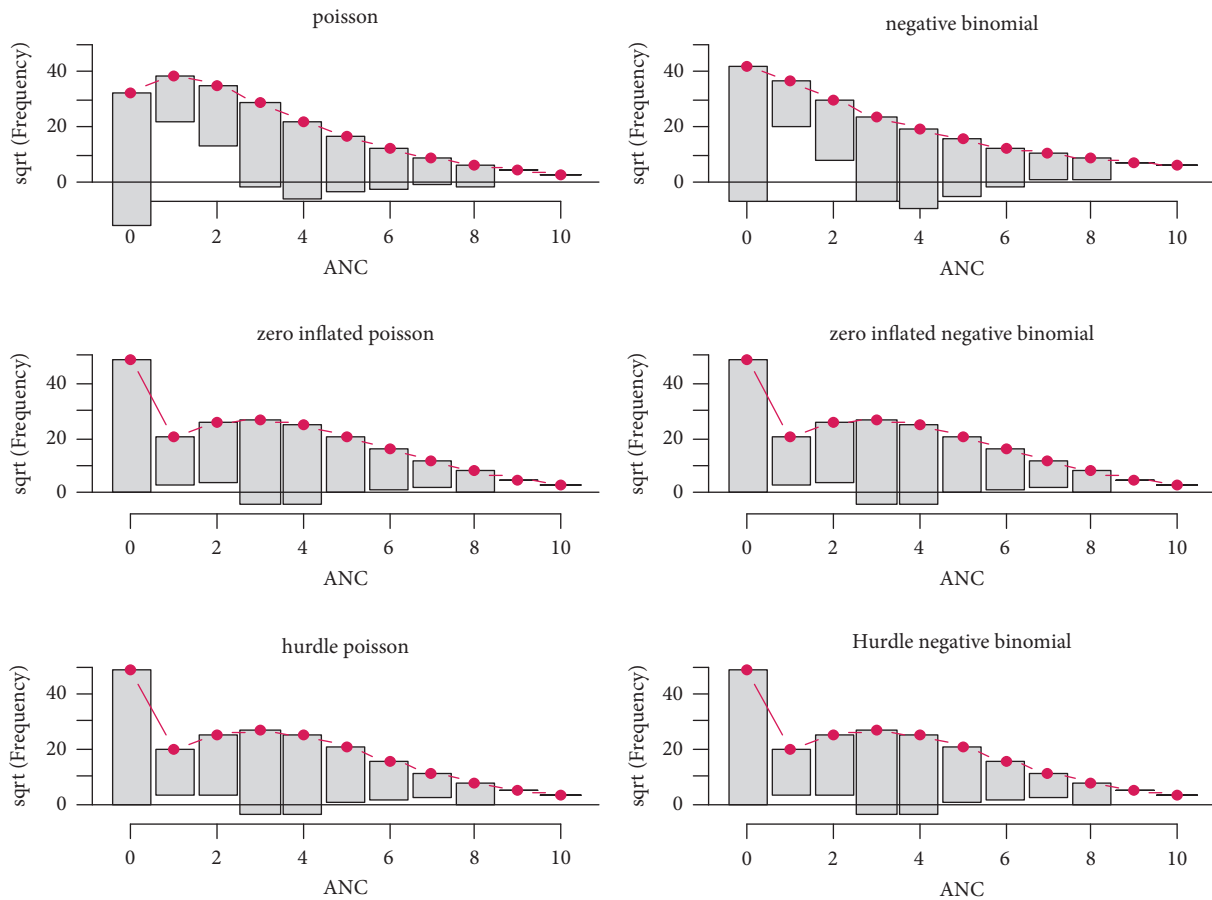 poisson
sqrt (Frequency)
40
20
0
0 2 4 6 8 10
ANC
negative binomial
sqrt (Frequency)
40
20
0
0 2 4 6 8 10
ANC
zero inflated poisson
sqrt (Frequency)
40
20
0
0 2 4 6 8 10
ANC
zero inflated negative binomial
sqrt (Frequency)
40
20
0
0 2 4 6 8 10
ANC
hurdle poisson
sqrt (Frequency)
40
20
0
0 2 4 6 8 10
ANC
Hurdle negative binomial
sqrt (Frequency)
40
20
0
0 2 4 6 8 10
ANC